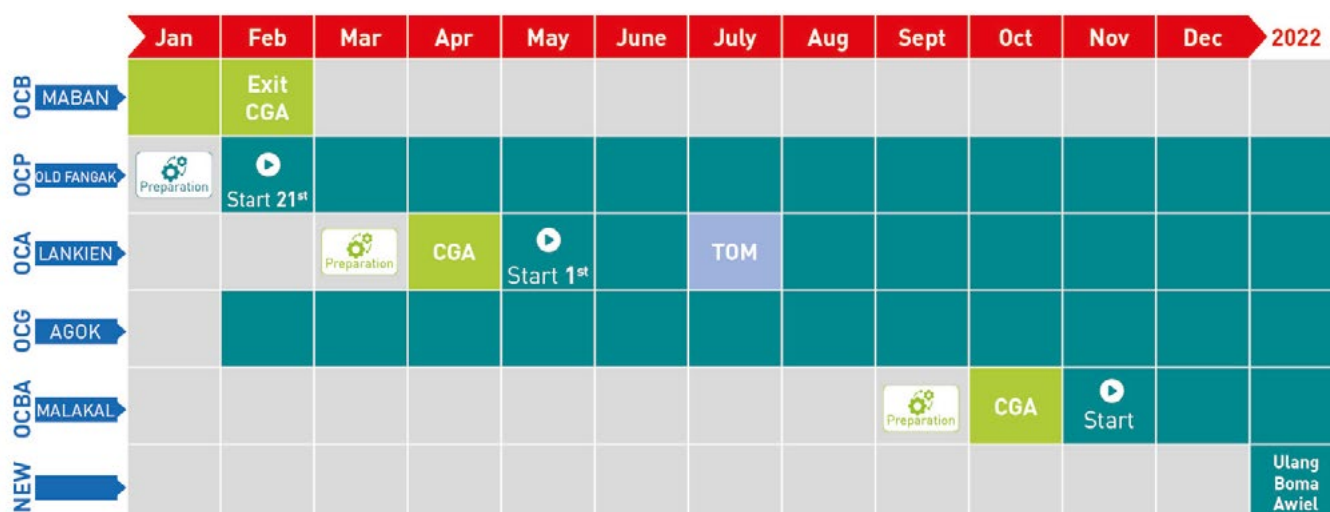 Jan Feb Mar Apr May June July Aug Sept Oct Nov Dec 2022
OCB MABAN
Exit
CGA
OCP OLD FANGAK
Preparation
Start 21st
OCA LANKIEN
Preparation
CGA
Start 1st
TOM
OCG AGOK
OCBA MALAKAL
Preparation
CGA
Start
NEW
Ulang
Boma
Awiel